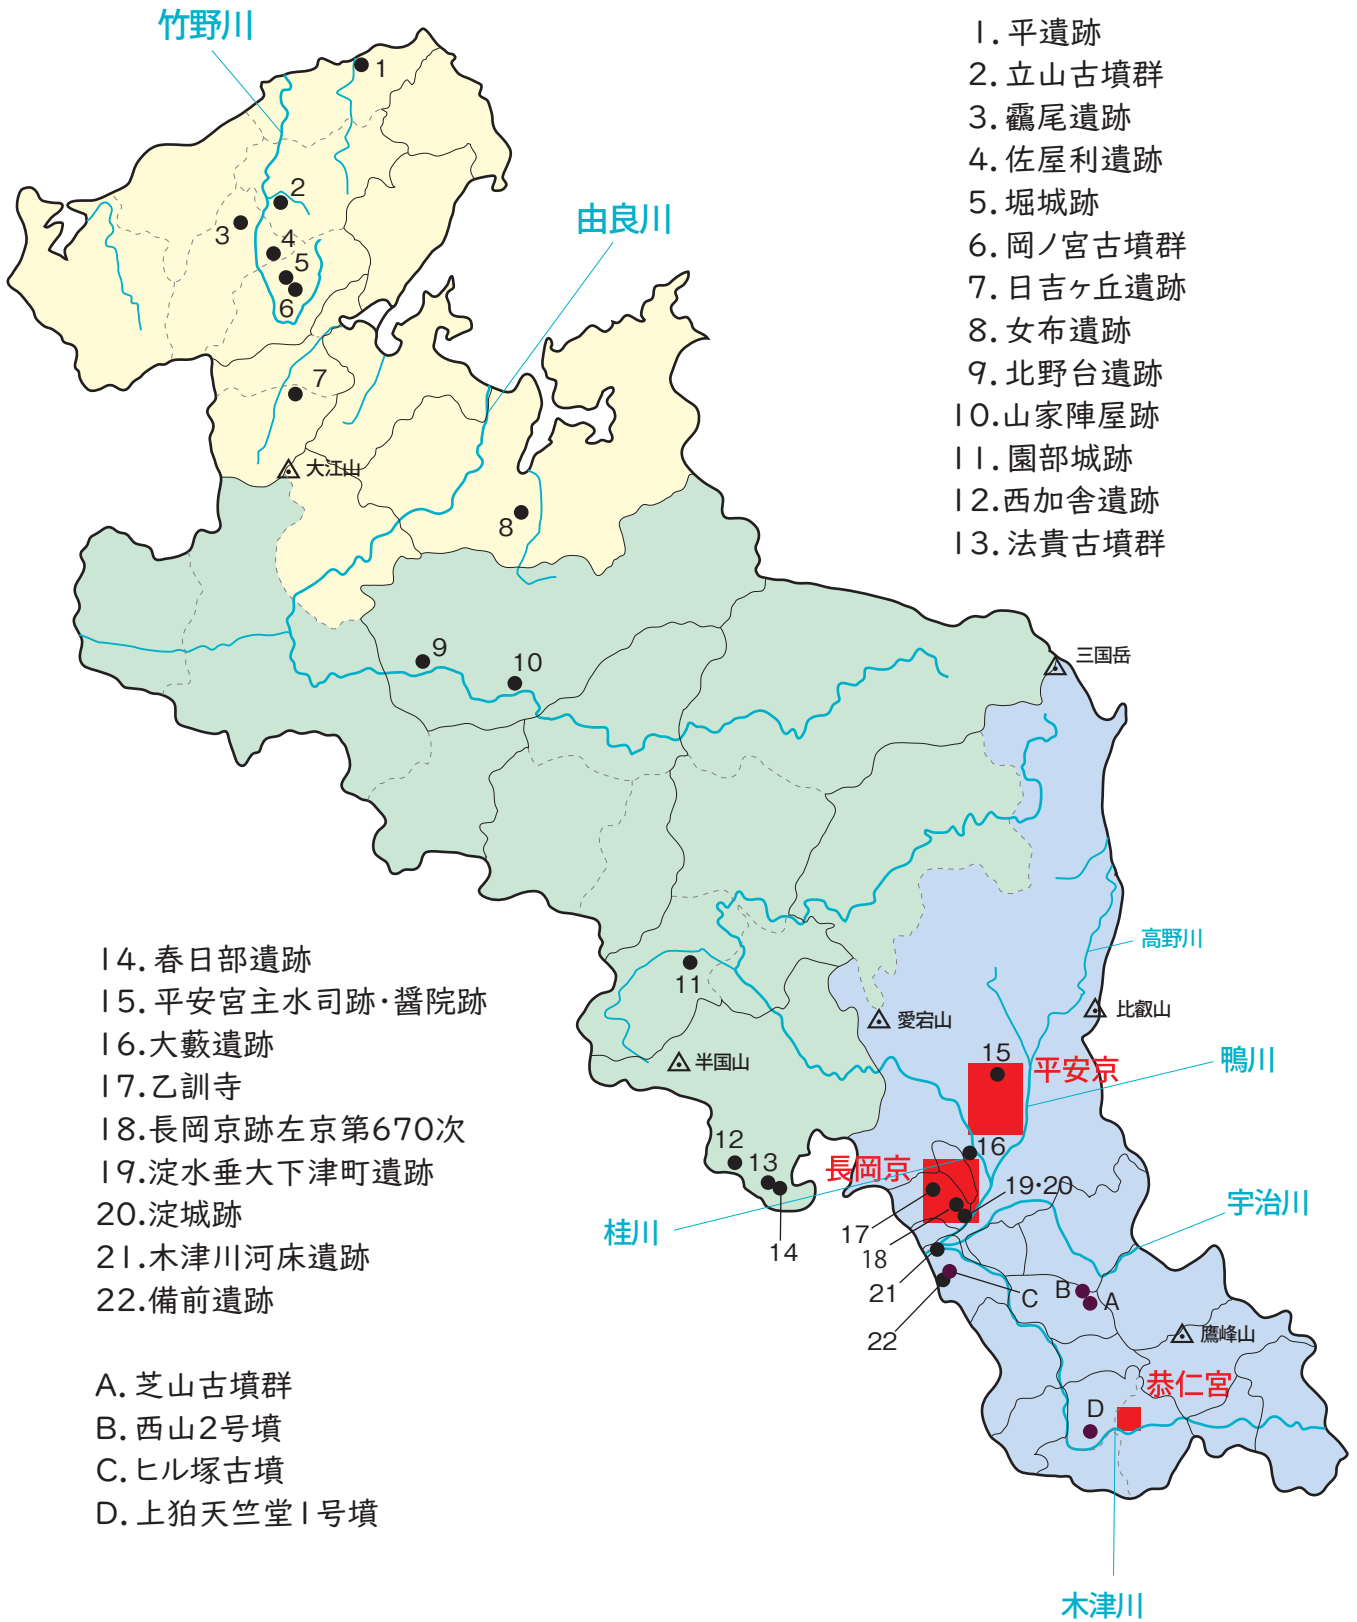 竹野川
1
2
3
4
5
6
由良川
7
大江山
8
1.平遺跡
2.立山古墳群
3.靏尾遺跡
4.佐屋利遺跡
5.堀城跡
6.岡ノ宮古墳群
7.日吉ヶ丘遺跡
8.女布遺跡
9.北野台遺跡
10.山家陣屋跡
11.園部城跡
12.西加舎遺跡
13.法貴古墳群
9
10
三国岳
高野川
11
愛宕山
比叡山
半国山
15
平安京
鴨川
12
13
14
長岡京
16
桂川
17
18
19・20
宇治川
21
22
C
B
A
鷹峰山
恭仁宮
D
木津川
14.春日部遺跡
15.平安宮主水司跡・醤院跡
16.大藪遺跡
17.乙訓寺
18.長岡京跡左京第670次
19.淀水垂大下津町遺跡
20.淀城跡
21.木津川河床遺跡
22.備前遺跡
A.芝山古墳群
B.西山2号墳
C.ヒル塚古墳
D.上狛天竺堂1号墳